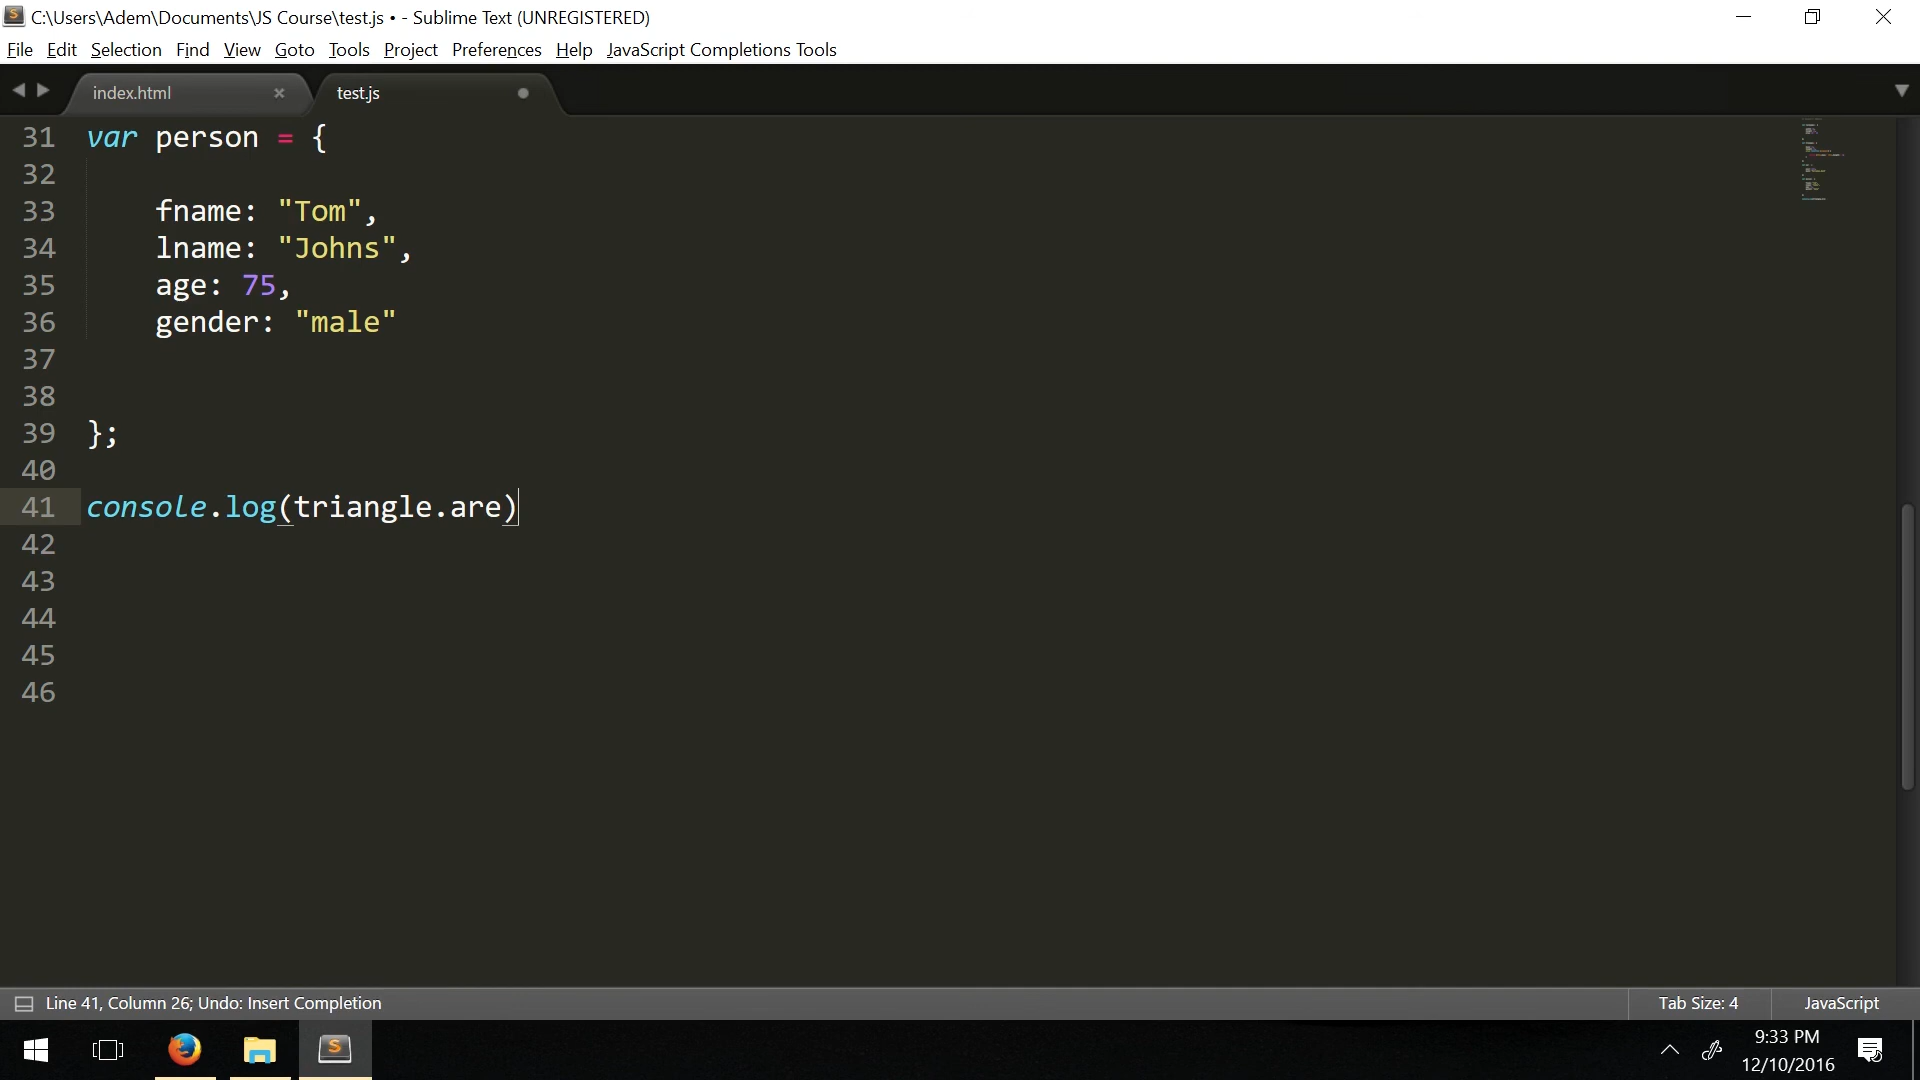 C:\Users\Adem\Documents\JS Course\test.js • - Sublime Text (UNREGISTERED)
File Edit Selection Find View Goto Tools Project Preferences Help JavaScript Completions Tools
index.html × test.js
31 var person = {
32
33 fname: "Tom",
34 lname: "Johns",
35 age: 75,
36 gender: "male"
37
38
39 };
40
41 console.log(triangle.are)
42
43
44
45
46
Line 41, Column 26; Undo: Insert Completion Tab Size: 4 JavaScript
9:33 PM
12/10/2016